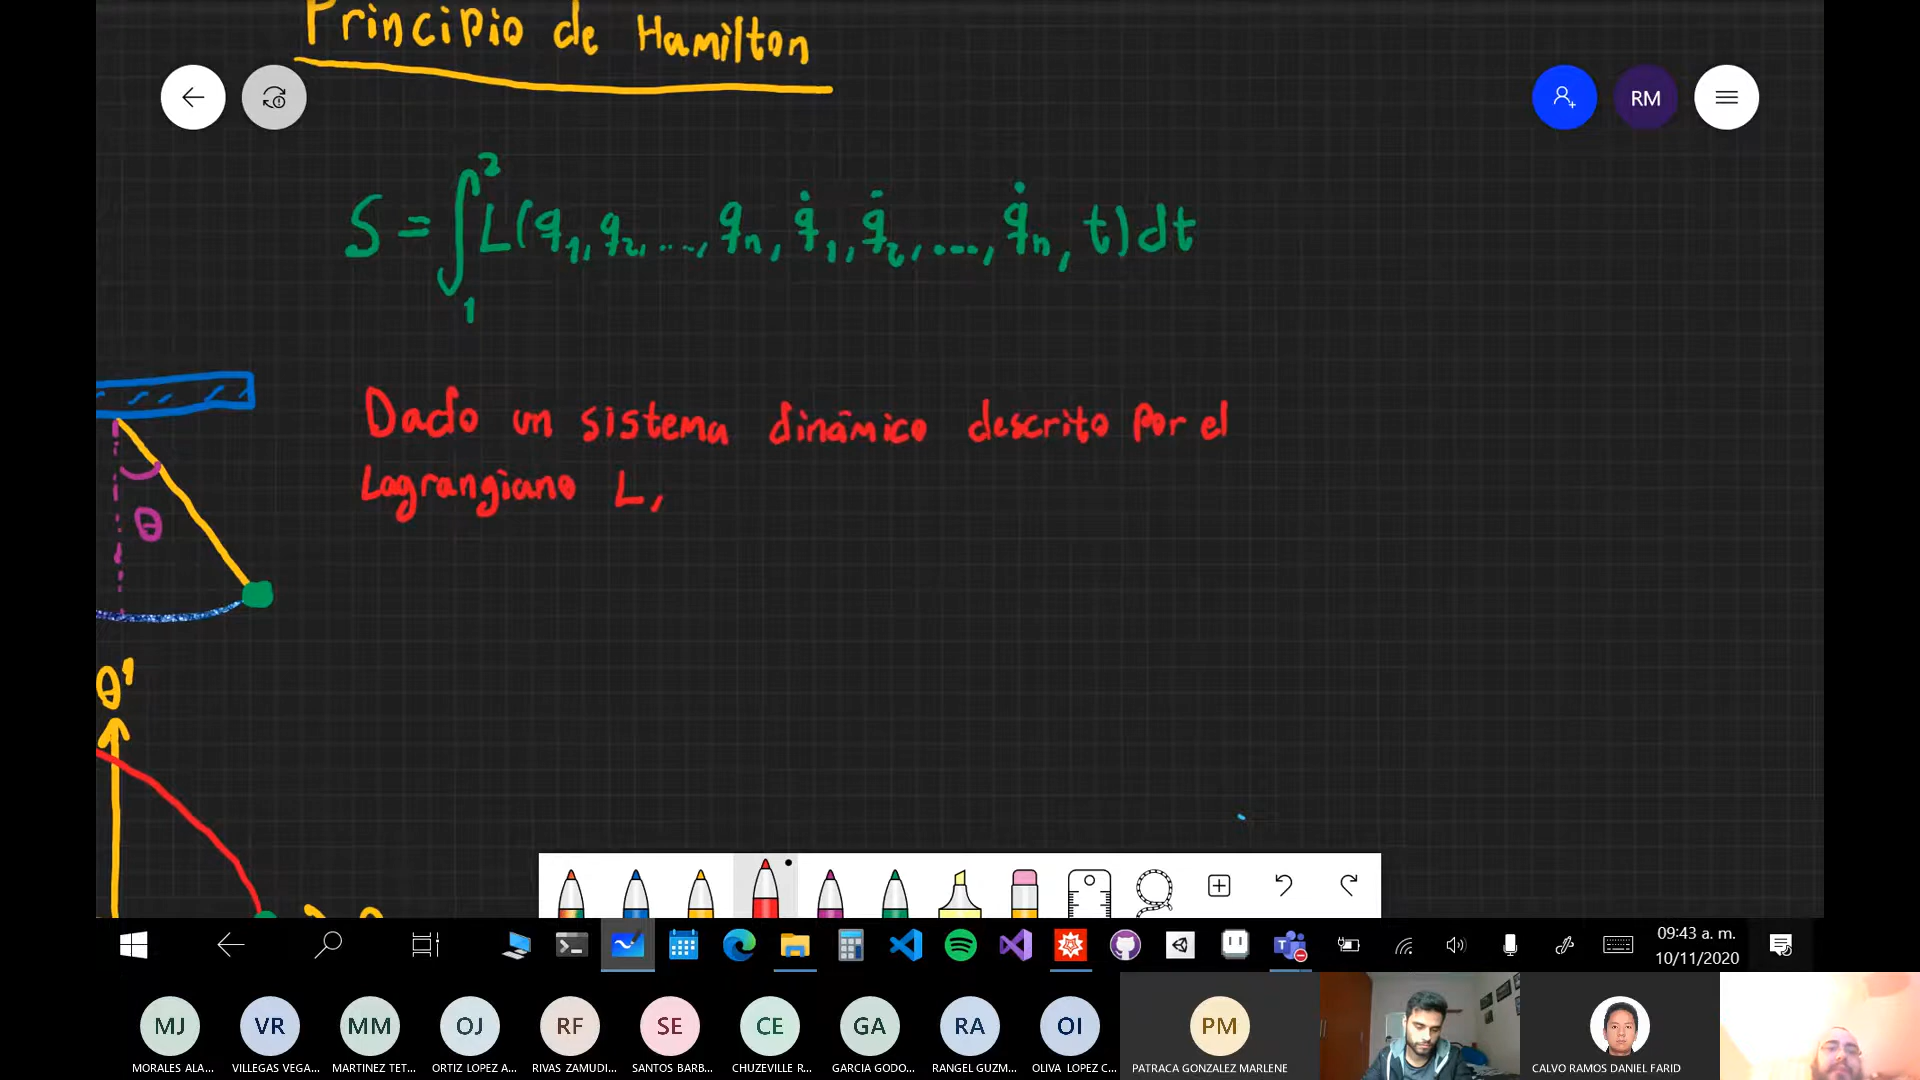 Principio de Hamilton
RM
S = ∫₁² L(q₁, q₂, ..., qₙ, q̇₁, q̇₂, ..., q̇ₙ, t) dt
Dado un sistema dinámico descrito por el
Lagrangiano L,
θ
θ'
09:43 a. m.
10/11/2020
MJ VR MM OJ RF SE CE GA RA OI PM
MORALES ALA... VILLEGAS VEGA... MARTINEZ TET... ORTIZ LOPEZ A... RIVAS ZAMUDI... SANTOS BARB... CHUZEVILLE R... GARCIA GODO... RANGEL GUZM... OLIVA LOPEZ C... PATRACA GONZALEZ MARLENE CALVO RAMOS DANIEL FARID